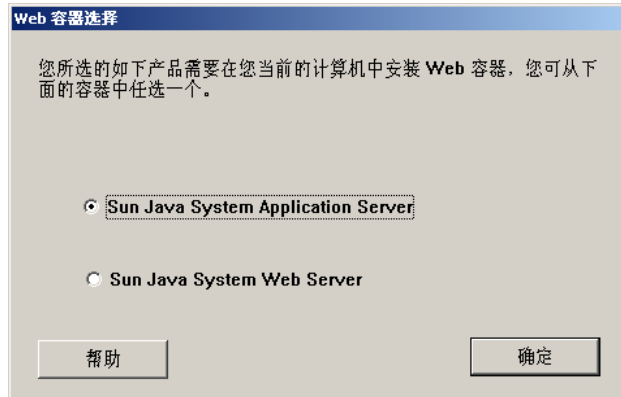 Web 容器选择
您所选的如下产品需要在您当前的计算机中安装 Web 容器，您可从下
面的容器中任选一个。
Sun Java System Application Server
Sun Java System Web Server
帮助
确定